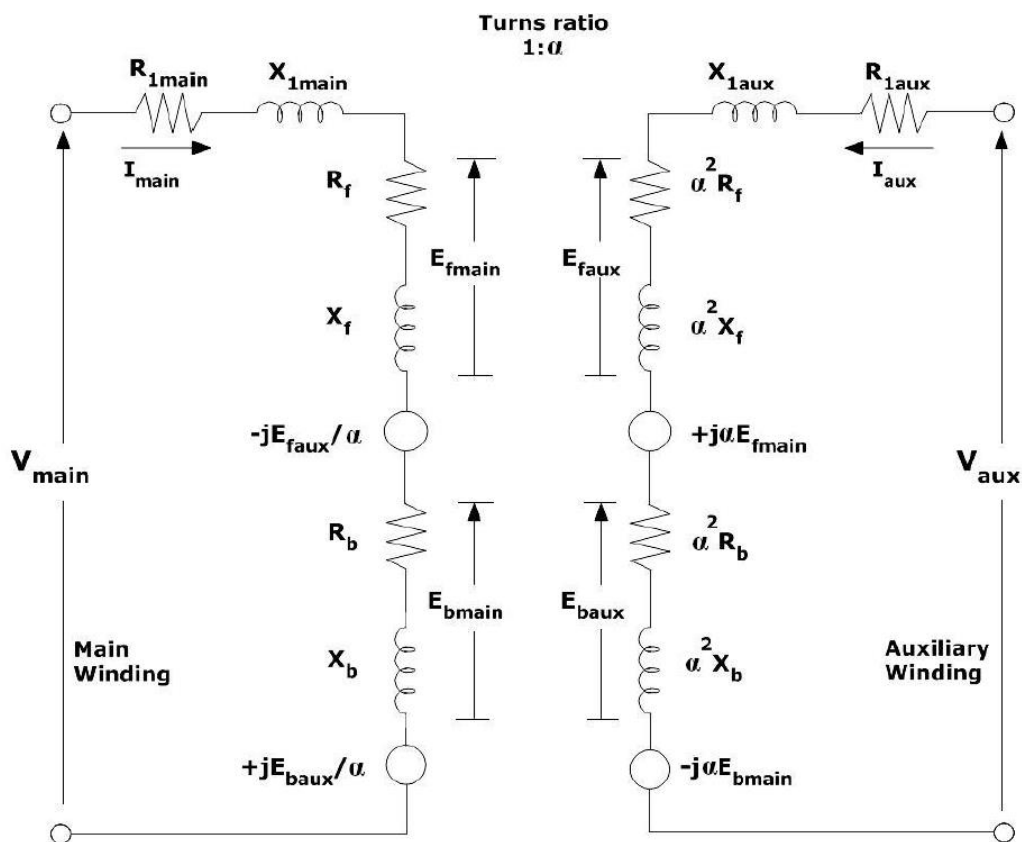 Turns ratio
1:α
R1main
X1main
X1aux
R1aux
Imain
Iaux
Rf
α²Rf
Efmain
Efaux
Xf
α²Xf
-jEfaux/α
+jαEfmain
Vmain
Vaux
Rb
α²Rb
Ebmain
Ebaux
Main
Winding
Xb
α²Xb
Auxiliary
Winding
+jEbaux/α
-jαEbmain